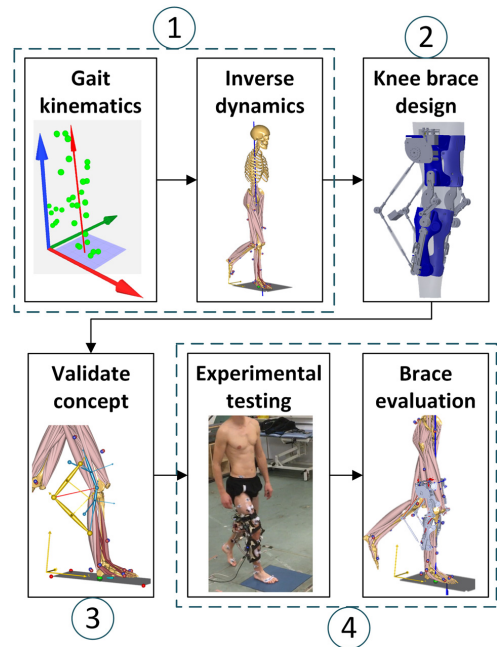 1
2
Gait
kinematics
Inverse
dynamics
Knee brace
design
Validate
concept
Experimental
testing
Brace
evaluation
3
4